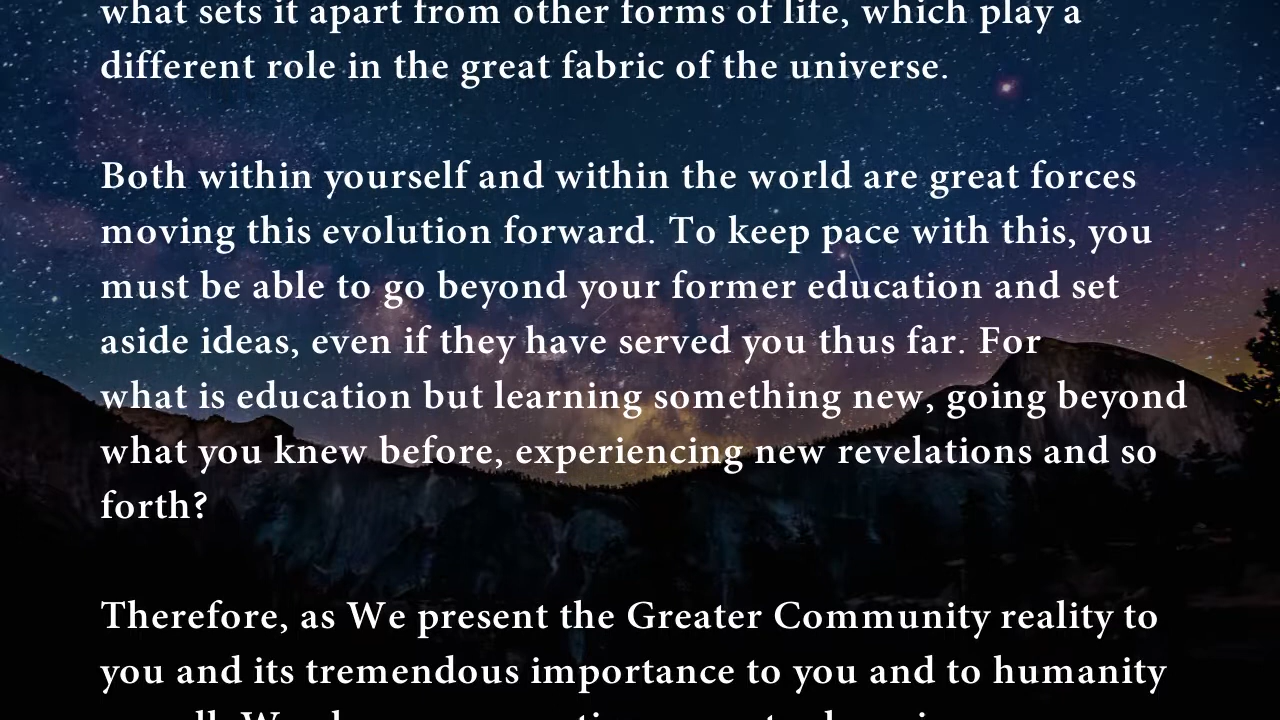 what sets it apart from other forms of life, which play a
different role in the great fabric of the universe.
Both within yourself and within the world are great forces
moving this evolution forward. To keep pace with this, you
must be able to go beyond your former education and set
aside ideas, even if they have served you thus far. For
what is education but learning something new, going beyond
what you knew before, experiencing new revelations and so
forth?
Therefore, as We present the Greater Community reality to
you and its tremendous importance to you and to humanity